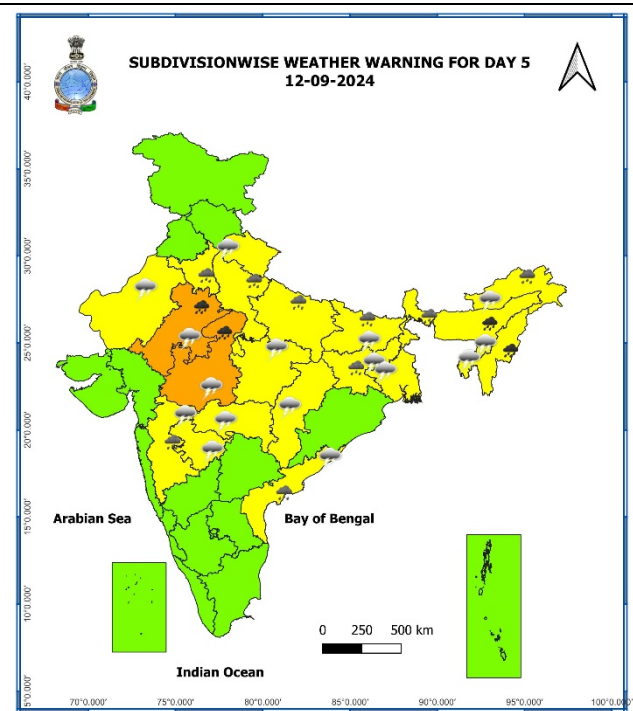 SUBDIVISIONWISE WEATHER WARNING FOR DAY 5
12-09-2024
40°0.000'
35°0.000'
30°0.000'
25°0.000'
20°0.000'
15°0.000'
10°0.000'
5°0.000'
Arabian Sea
Bay of Bengal
0 250 500 km
Indian Ocean
70°0.000' 75°0.000' 80°0.000' 85°0.000' 90°0.000' 95°0.000' 100°0.000'